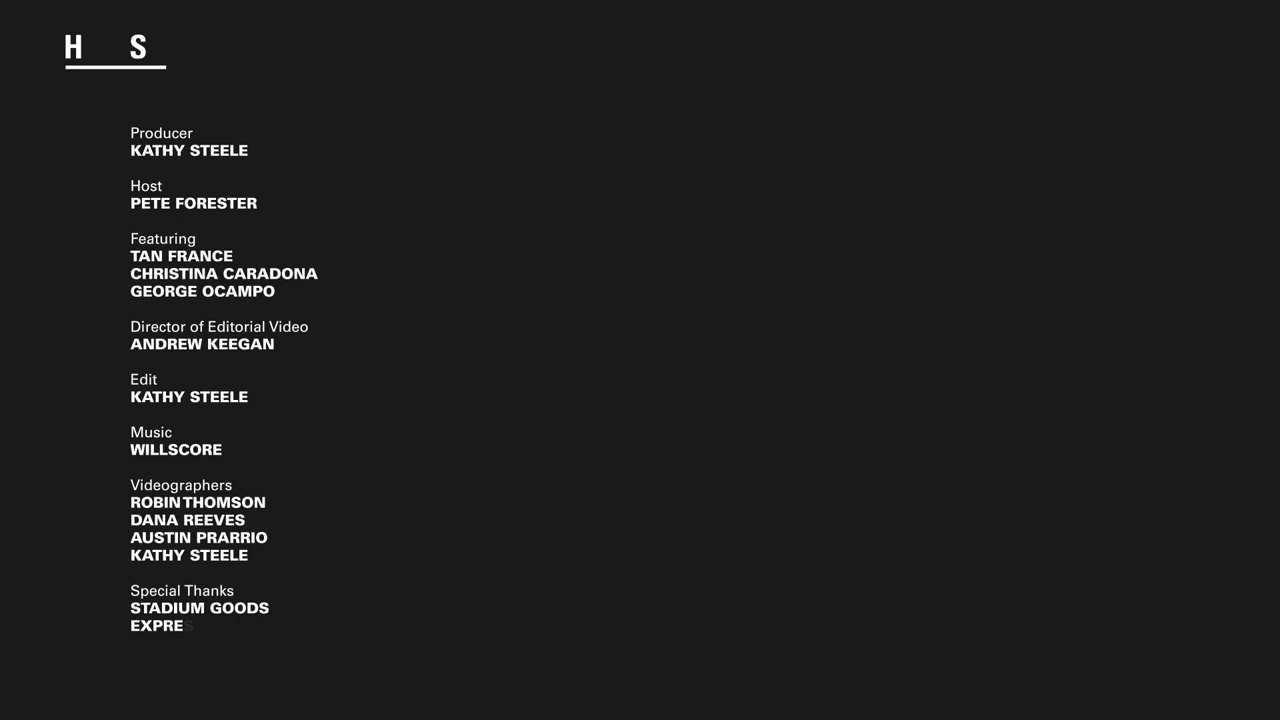 H S
Producer
KATHY STEELE
Host
PETE FORESTER
Featuring
TAN FRANCE
CHRISTINA CARADONA
GEORGE OCAMPO
Director of Editorial Video
ANDREW KEEGAN
Edit
KATHY STEELE
Music
WILLSCORE
Videographers
ROBIN THOMSON
DANA REEVES
AUSTIN PRARRIO
KATHY STEELE
Special Thanks
STADIUM GOODS
EXPRES